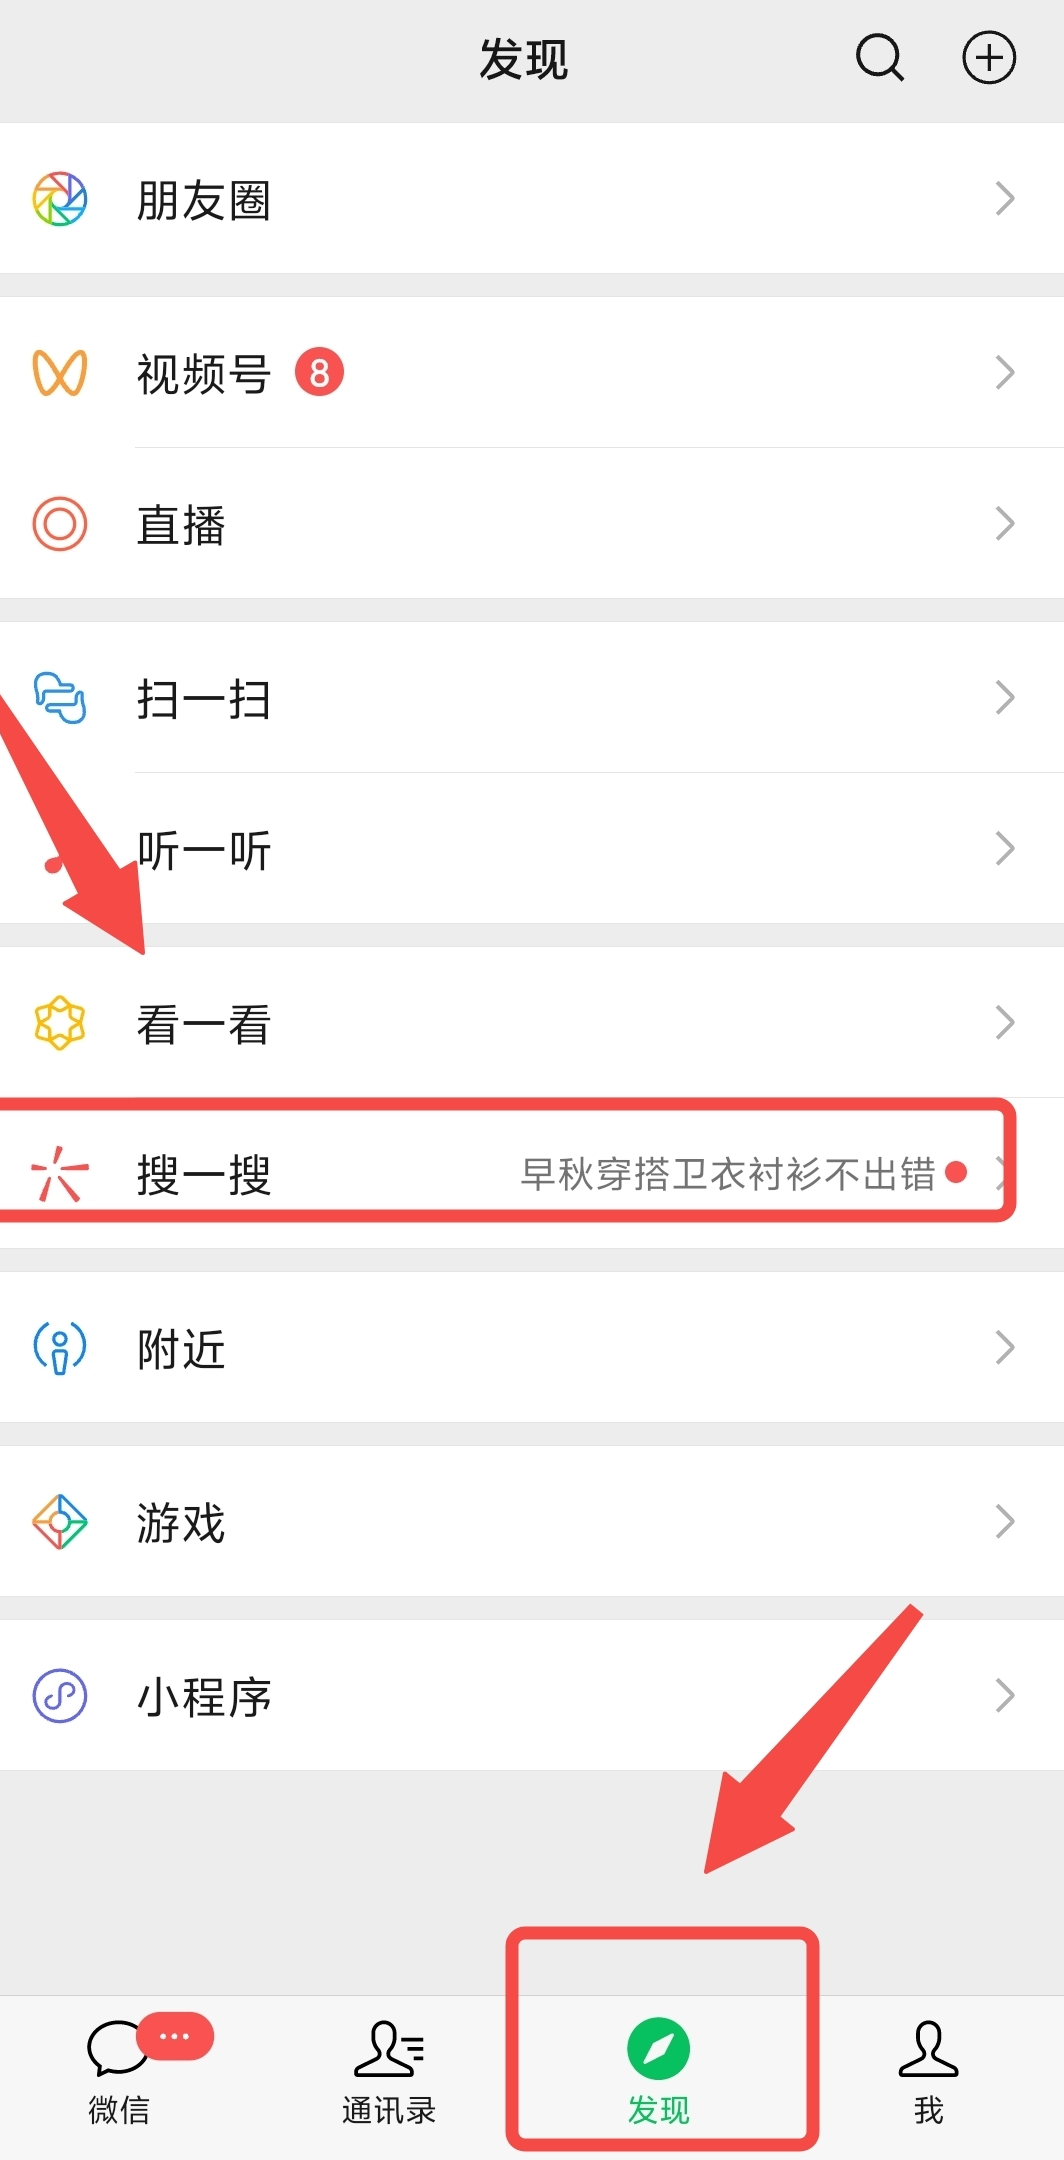 发现
朋友圈
视频号 8
直播
扫一扫
听一听
看一看
搜一搜 早秋穿搭卫衣衬衫不出错
附近
游戏
小程序
微信 通讯录 发现 我